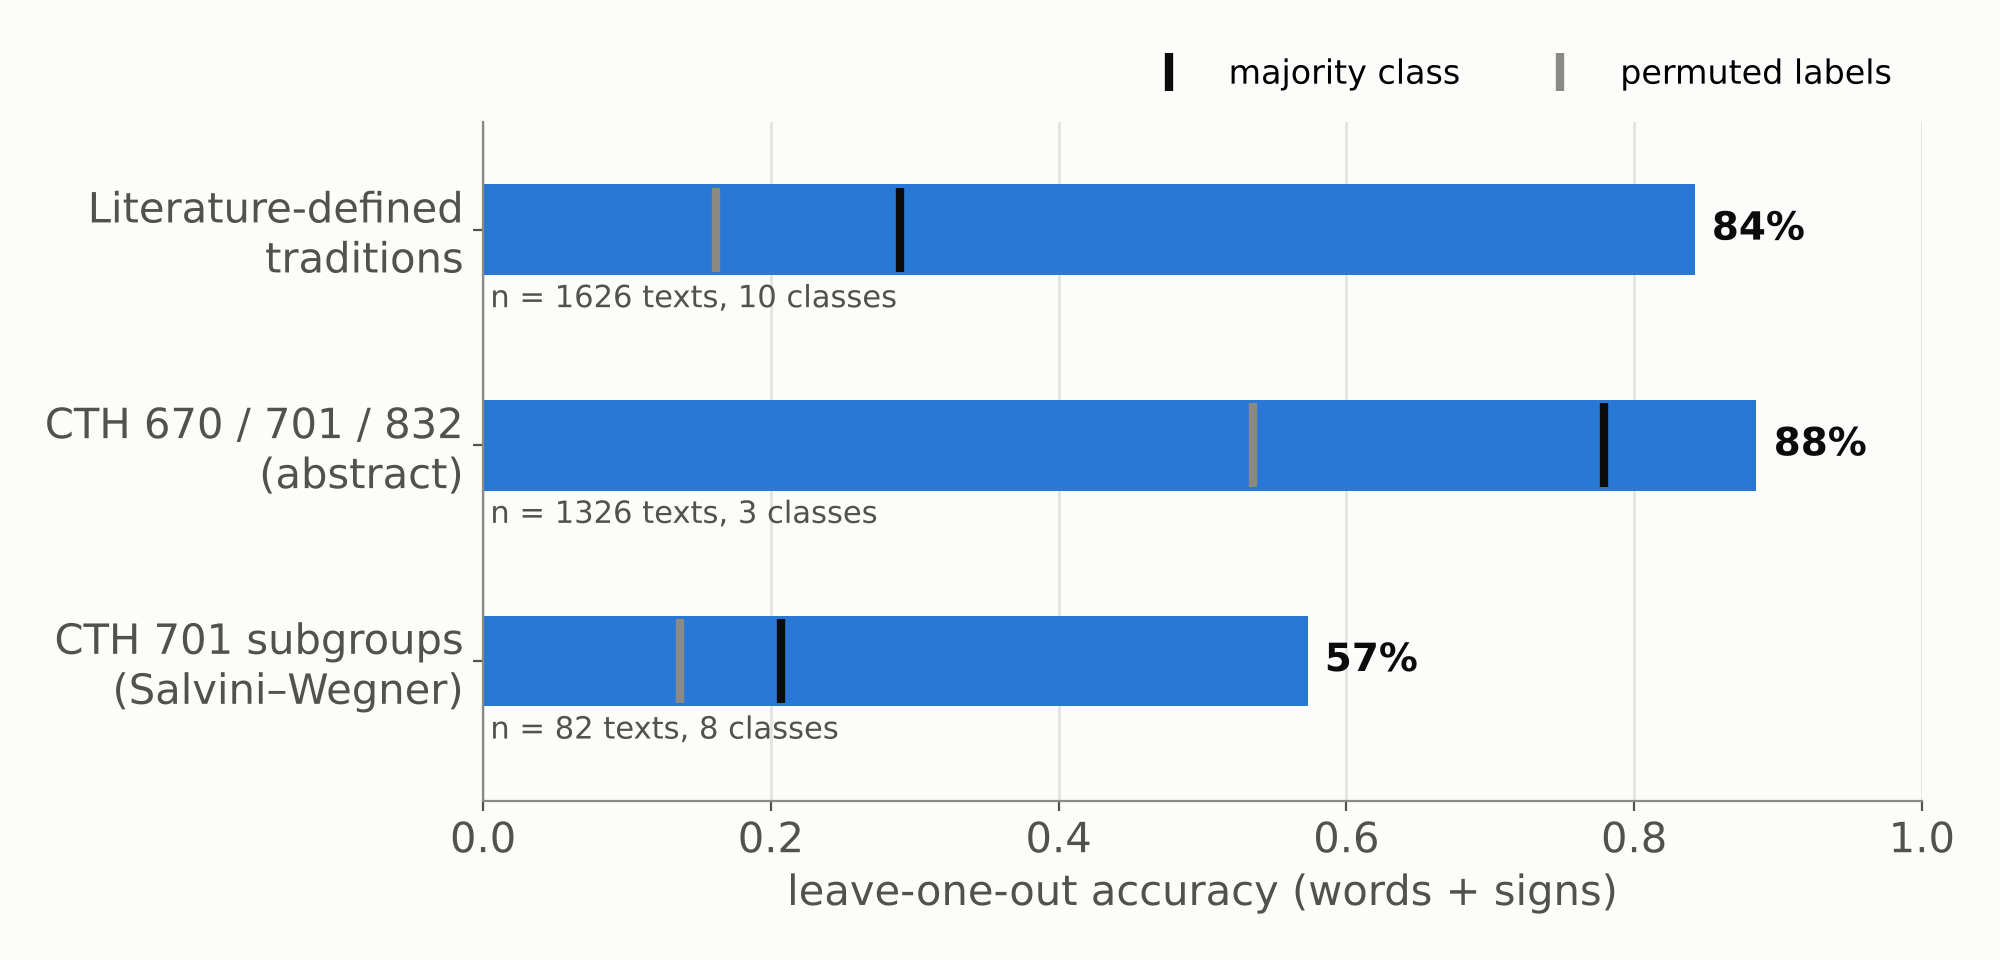 majority class
permuted labels
Literature-defined
traditions
84%
n = 1626 texts, 10 classes
CTH 670 / 701 / 832
(abstract)
88%
n = 1326 texts, 3 classes
CTH 701 subgroups
(Salvini–Wegner)
57%
n = 82 texts, 8 classes
0.0 0.2 0.4 0.6 0.8 1.0
leave-one-out accuracy (words + signs)